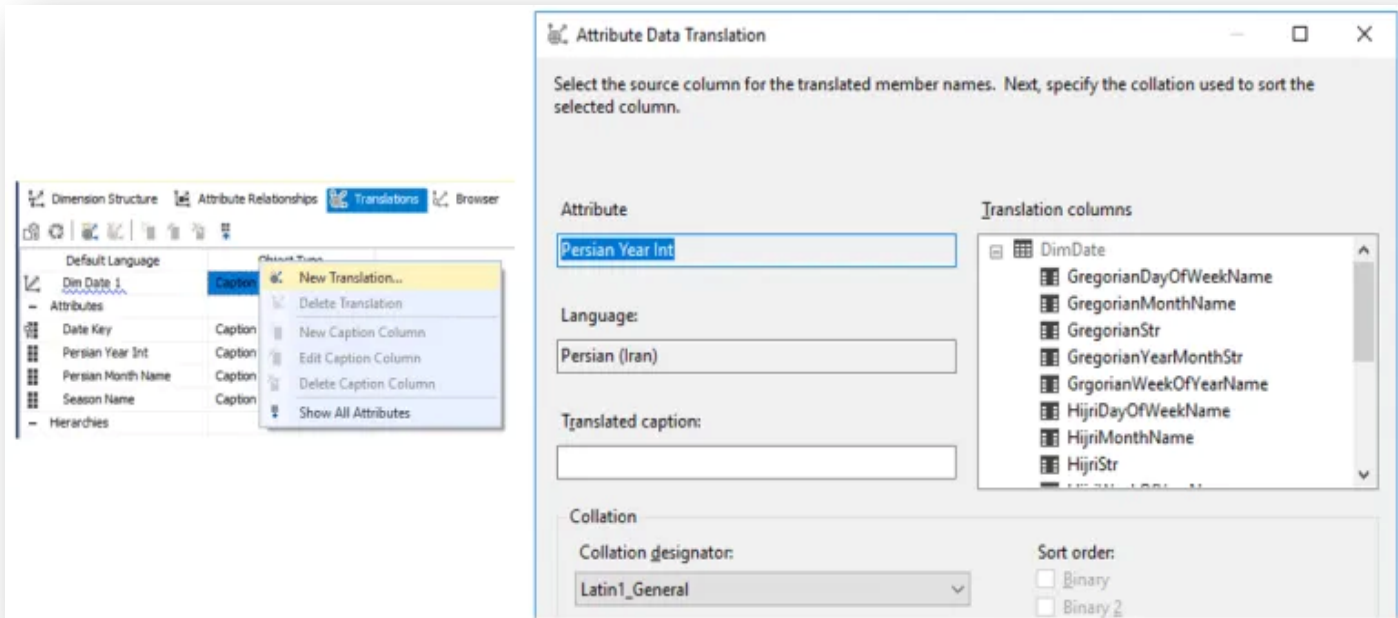 Dimension Structure Attribute Relationships Translations Browser
Default Language
Dim Date 1 Caption
Attributes
Date Key Caption
Persian Year Int Caption
Persian Month Name Caption
Season Name Caption
Hierarchies
New Translation...
Delete Translation
New Caption Column
Edit Caption Column
Delete Caption Column
Show All Attributes
Attribute Data Translation
Select the source column for the translated member names. Next, specify the collation used to sort the
selected column.
Attribute
Persian Year Int
Language:
Persian (Iran)
Translated caption:
Translation columns
DimDate
GregorianDayOfWeekName
GregorianMonthName
GregorianStr
GregorianYearMonthStr
GrgorianWeekOfYearName
HijriDayOfWeekName
HijriMonthName
HijriStr
Collation
Collation designator:
Latin1_General
Sort order:
Binary
Binary 2